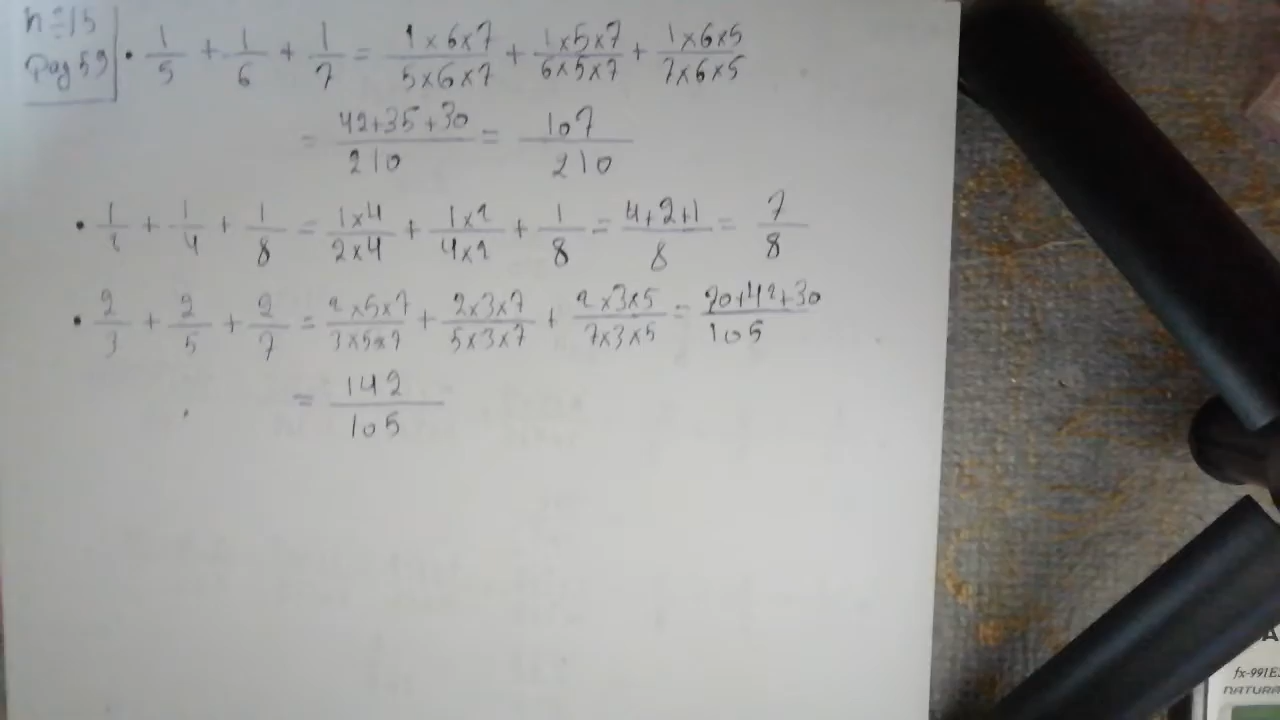 n°15
Pag 59
• 1/5 + 1/6 + 1/7 = 1×6×7/5×6×7 + 1×5×7/6×5×7 + 1×6×5/7×6×5
= 42+35+30/210 = 107/210
• 1/2 + 1/4 + 1/8 = 1×4/2×4 + 1×2/4×2 + 1/8 = 4+2+1/8 = 7/8
• 2/3 + 2/5 + 2/7 = 2×5×7/3×5×7 + 2×3×7/5×3×7 + 2×3×5/7×3×5 = 70+42+30/105
= 142/105
fx-991E
NATURA